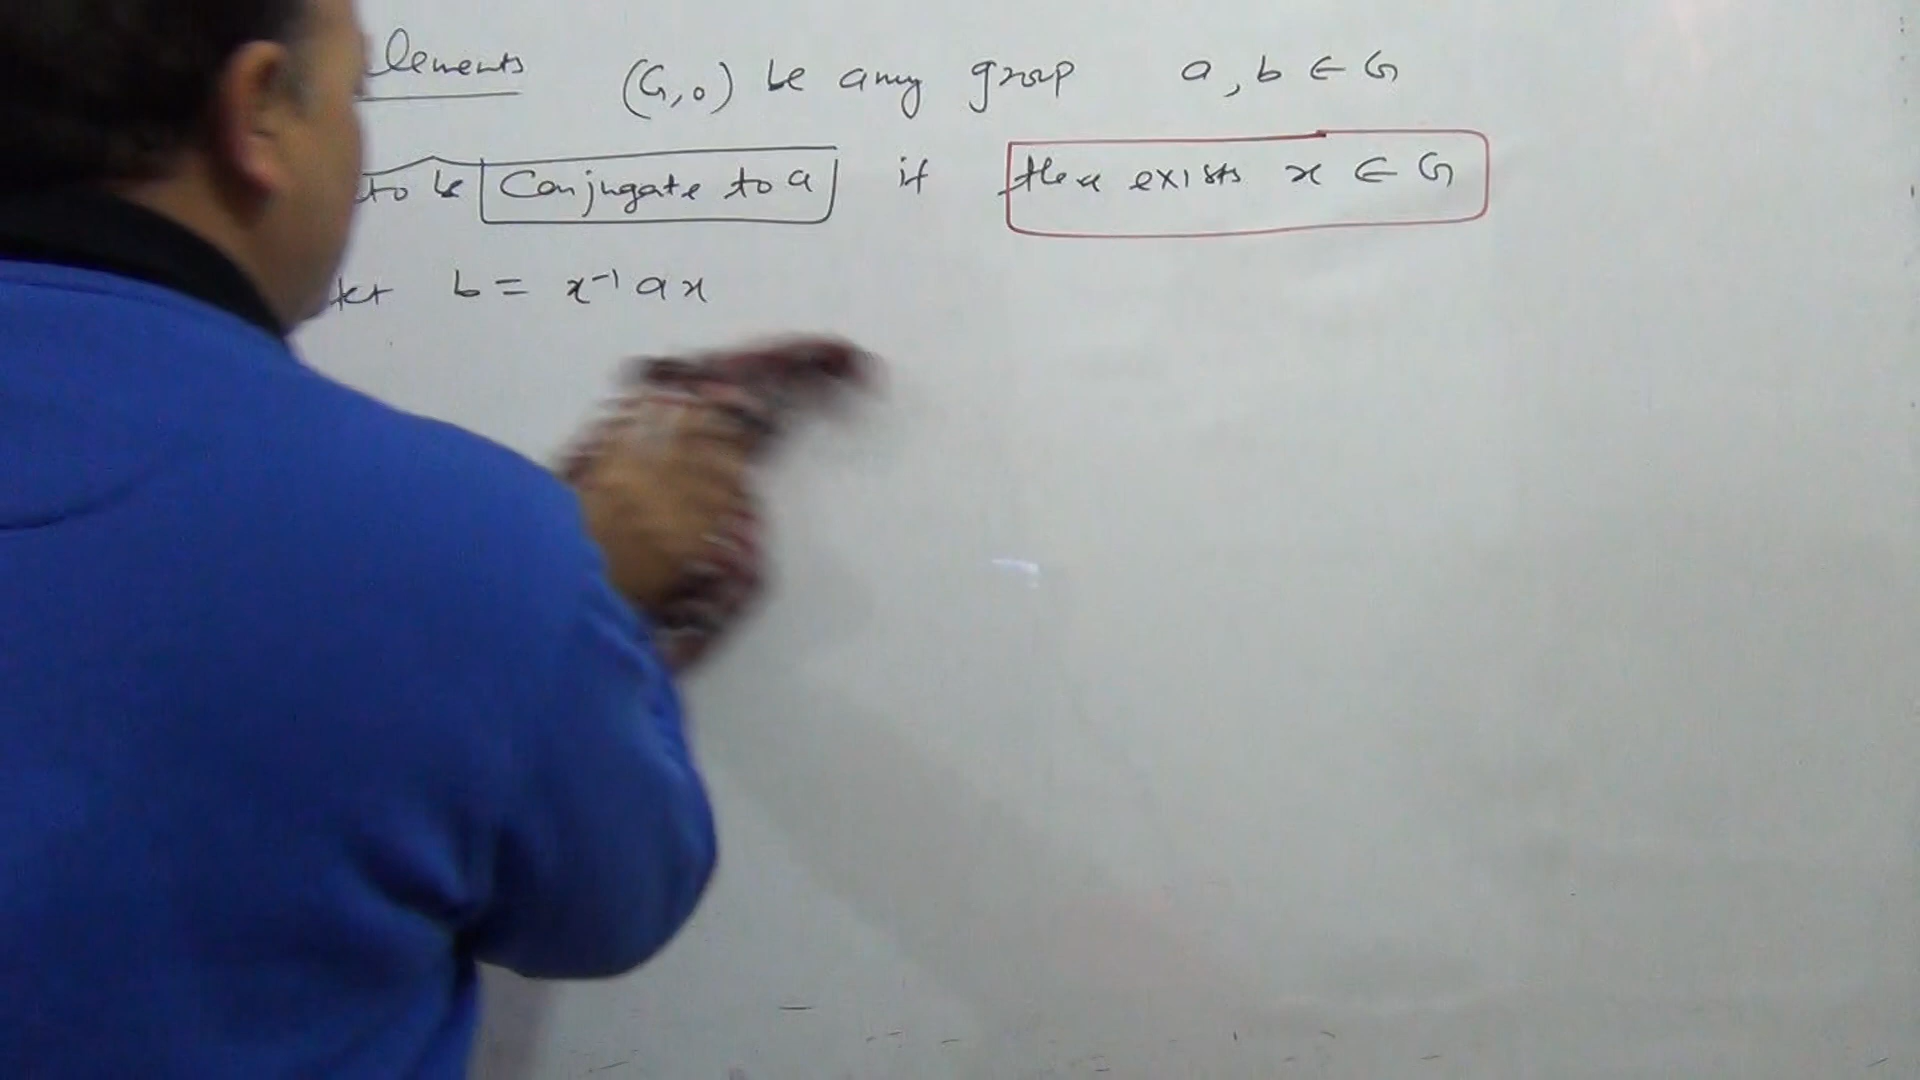 lements (G, o) be any group a, b ∈ G
to be Conjugate to a if there exists x ∈ G
b = x⁻¹ a x